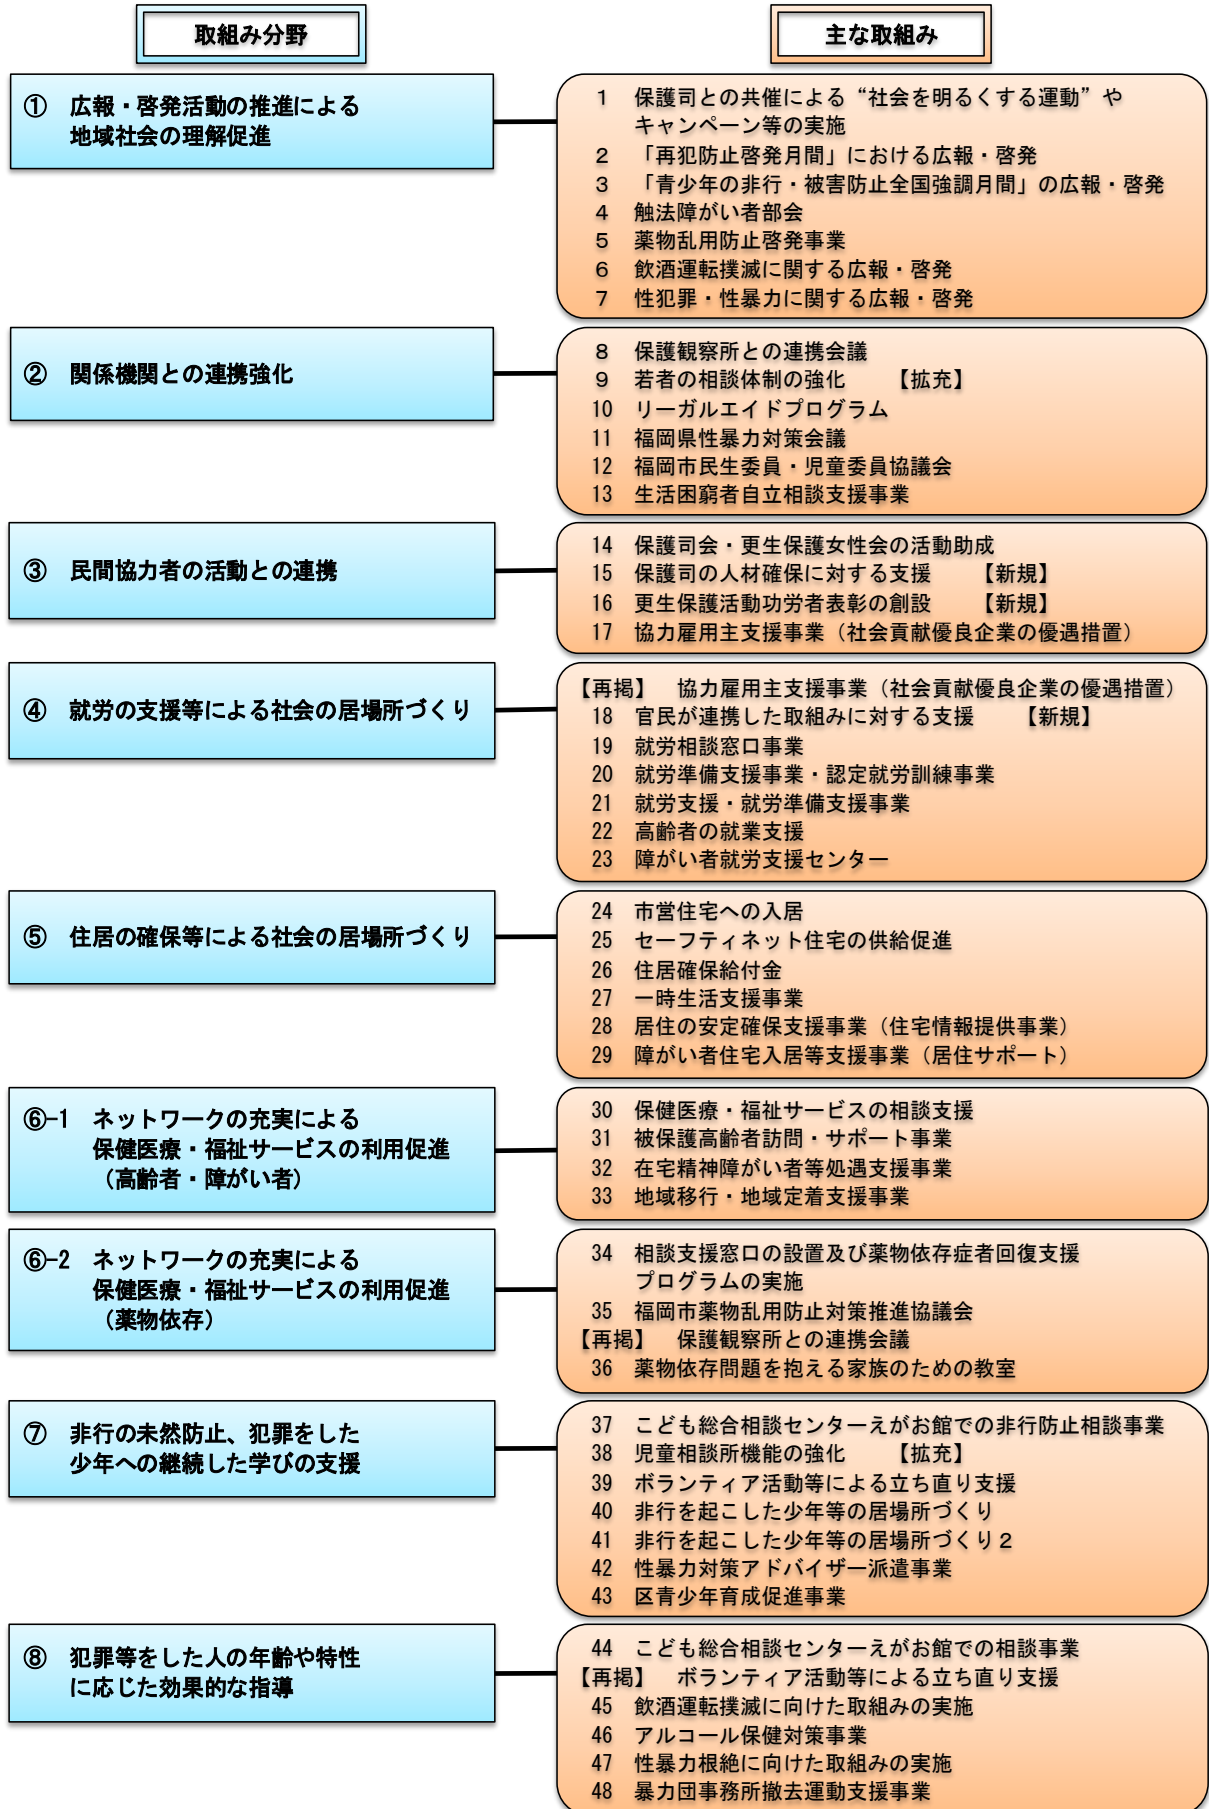 取組み分野
主な取組み
① 広報・啓発活動の推進による
地域社会の理解促進
1 保護司との共催による“社会を明るくする運動”や
キャンペーン等の実施
2 「再犯防止啓発月間」における広報・啓発
3 「青少年の非行・被害防止全国強調月間」の広報・啓発
4 触法障がい者部会
5 薬物乱用防止啓発事業
6 飲酒運転撲滅に関する広報・啓発
7 性犯罪・性暴力に関する広報・啓発
② 関係機関との連携強化
8 保護観察所との連携会議
9 若者の相談体制の強化 【拡充】
10 リーガルエイドプログラム
11 福岡県性暴力対策会議
12 福岡市民生委員・児童委員協議会
13 生活困窮者自立相談支援事業
③ 民間協力者の活動との連携
14 保護司会・更生保護女性会の活動助成
15 保護司の人材確保に対する支援 【新規】
16 更生保護活動功労者表彰の創設 【新規】
17 協力雇用主支援事業（社会貢献優良企業の優遇措置）
④ 就労の支援等による社会の居場所づくり
【再掲】 協力雇用主支援事業（社会貢献優良企業の優遇措置）
18 官民が連携した取組みに対する支援 【新規】
19 就労相談窓口事業
20 就労準備支援事業・認定就労訓練事業
21 就労支援・就労準備支援事業
22 高齢者の就業支援
23 障がい者就労支援センター
⑤ 住居の確保等による社会の居場所づくり
24 市営住宅への入居
25 セーフティネット住宅の供給促進
26 住居確保給付金
27 一時生活支援事業
28 居住の安定確保支援事業（住宅情報提供事業）
29 障がい者住宅入居等支援事業（居住サポート）
⑥-1 ネットワークの充実による
保健医療・福祉サービスの利用促進
（高齢者・障がい者）
30 保健医療・福祉サービスの相談支援
31 被保護高齢者訪問・サポート事業
32 在宅精神障がい者等処遇支援事業
33 地域移行・地域定着支援事業
⑥-2 ネットワークの充実による
保健医療・福祉サービスの利用促進
（薬物依存）
34 相談支援窓口の設置及び薬物依存症者回復支援
プログラムの実施
35 福岡市薬物乱用防止対策推進協議会
【再掲】 保護観察所との連携会議
36 薬物依存問題を抱える家族のための教室
⑦ 非行の未然防止、犯罪をした
少年への継続した学びの支援
37 こども総合相談センターえがお館での非行防止相談事業
38 児童相談所機能の強化 【拡充】
39 ボランティア活動等による立ち直り支援
40 非行を起こした少年等の居場所づくり
41 非行を起こした少年等の居場所づくり２
42 性暴力対策アドバイザー派遣事業
43 区青少年育成促進事業
⑧ 犯罪等をした人の年齢や特性
に応じた効果的な指導
44 こども総合相談センターえがお館での相談事業
【再掲】 ボランティア活動等による立ち直り支援
45 飲酒運転撲滅に向けた取組みの実施
46 アルコール保健対策事業
47 性暴力根絶に向けた取組みの実施
48 暴力団事務所撤去運動支援事業